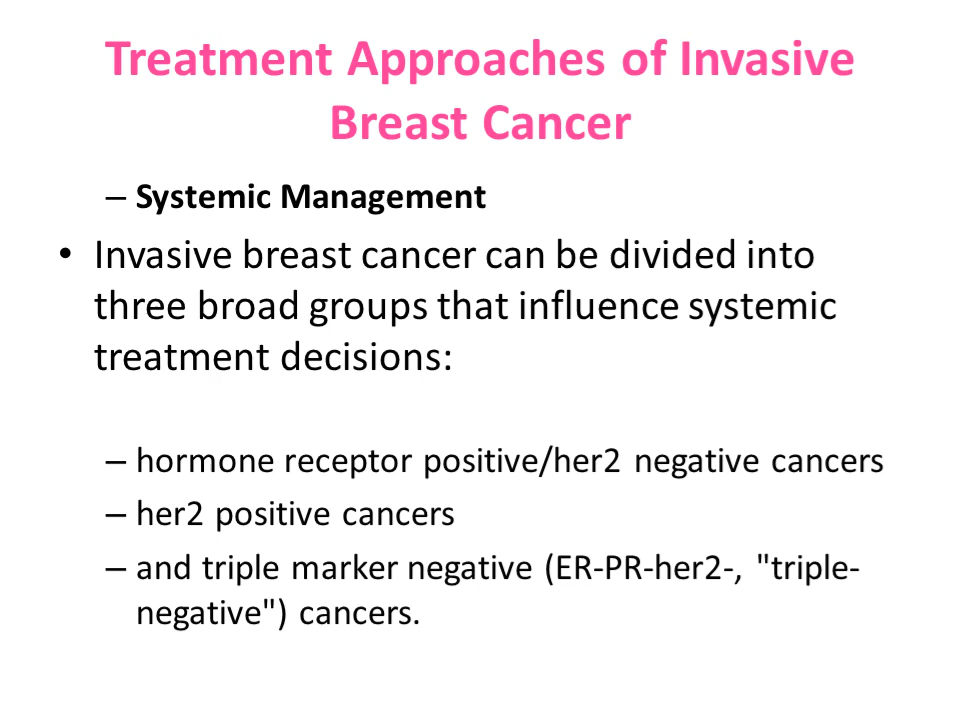 Treatment Approaches of Invasive
Breast Cancer
– Systemic Management
• Invasive breast cancer can be divided into
three broad groups that influence systemic
treatment decisions:
– hormone receptor positive/her2 negative cancers
– her2 positive cancers
– and triple marker negative (ER-PR-her2-, "triple-
negative") cancers.